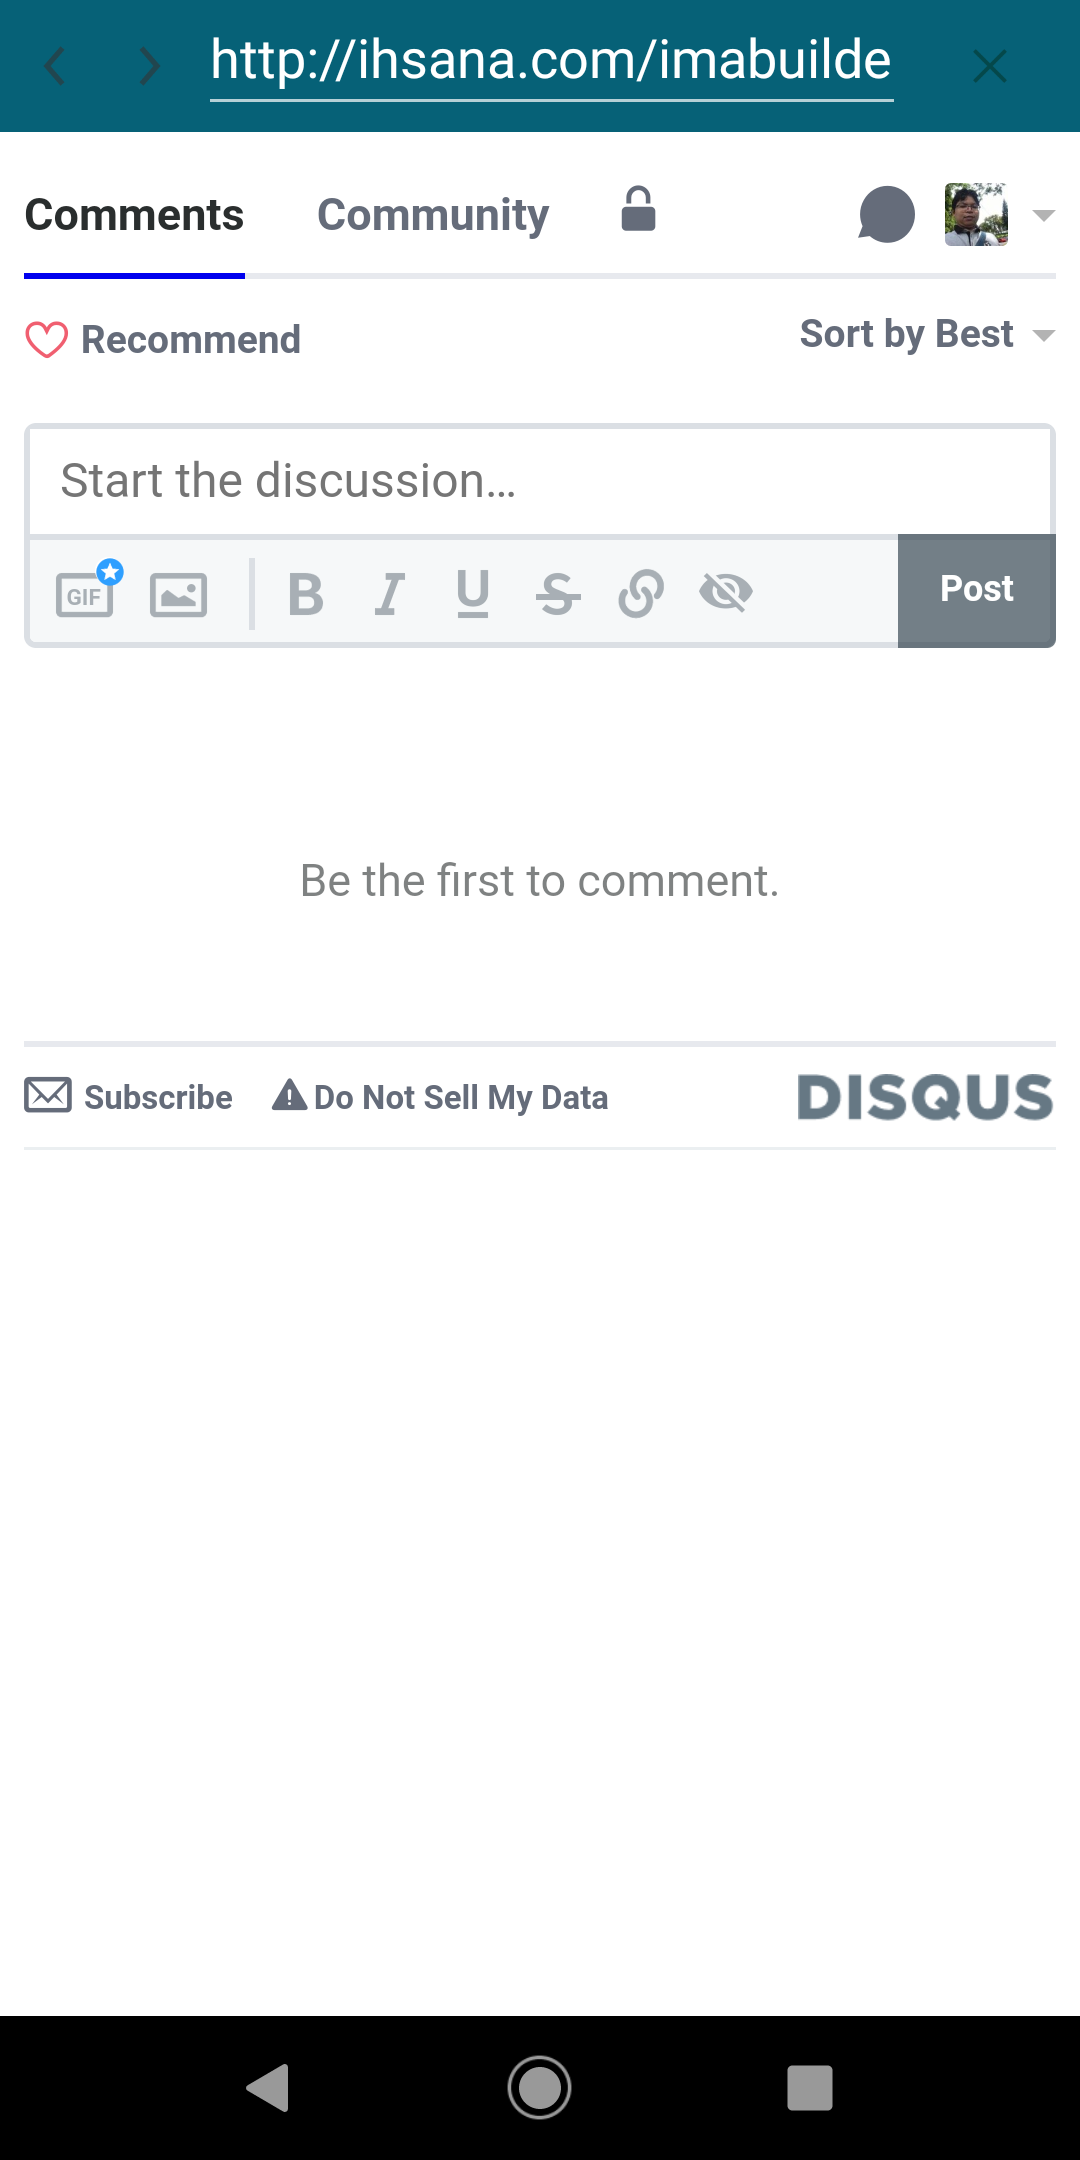 http://ihsana.com/imabuilde
Comments Community
Recommend Sort by Best
Start the discussion...
GIF B I U S Post
Be the first to comment.
Subscribe Do Not Sell My Data DISQUS